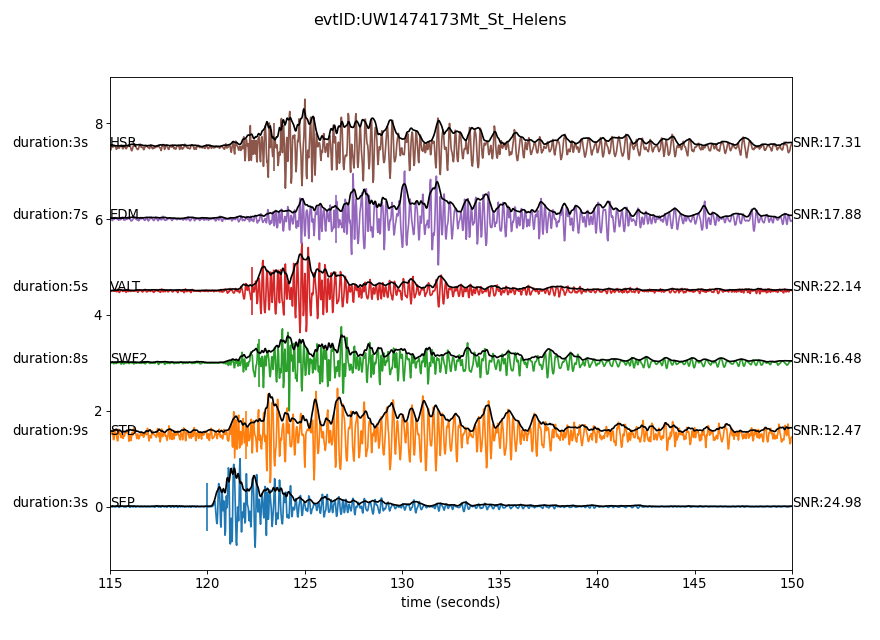 evtID:UW1474173Mt_St_Helens
8
duration:3s HSR SNR:17.31
duration:7s EDM SNR:17.88
6
duration:5s VALT SNR:22.14
4
duration:8s SWF2 SNR:16.48
2
duration:9s STD SNR:12.47
duration:3s SEP SNR:24.98
0
115 120 125 130 135 140 145 150
time (seconds)